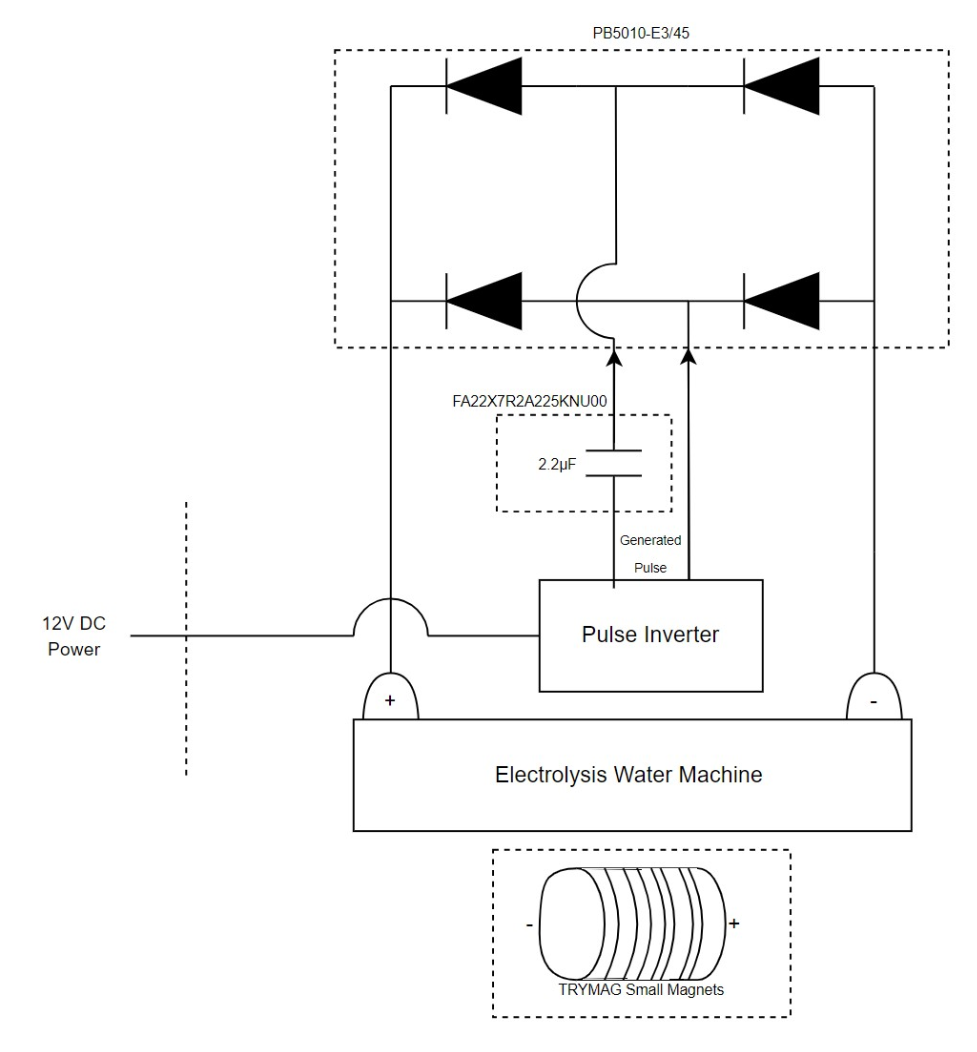 PB5010-E3/45
FA22X7R2A225KNU00
2.2µF
Generated
Pulse
12V DC
Power
Pulse Inverter
+
-
Electrolysis Water Machine
-
+
TRYMAG Small Magnets